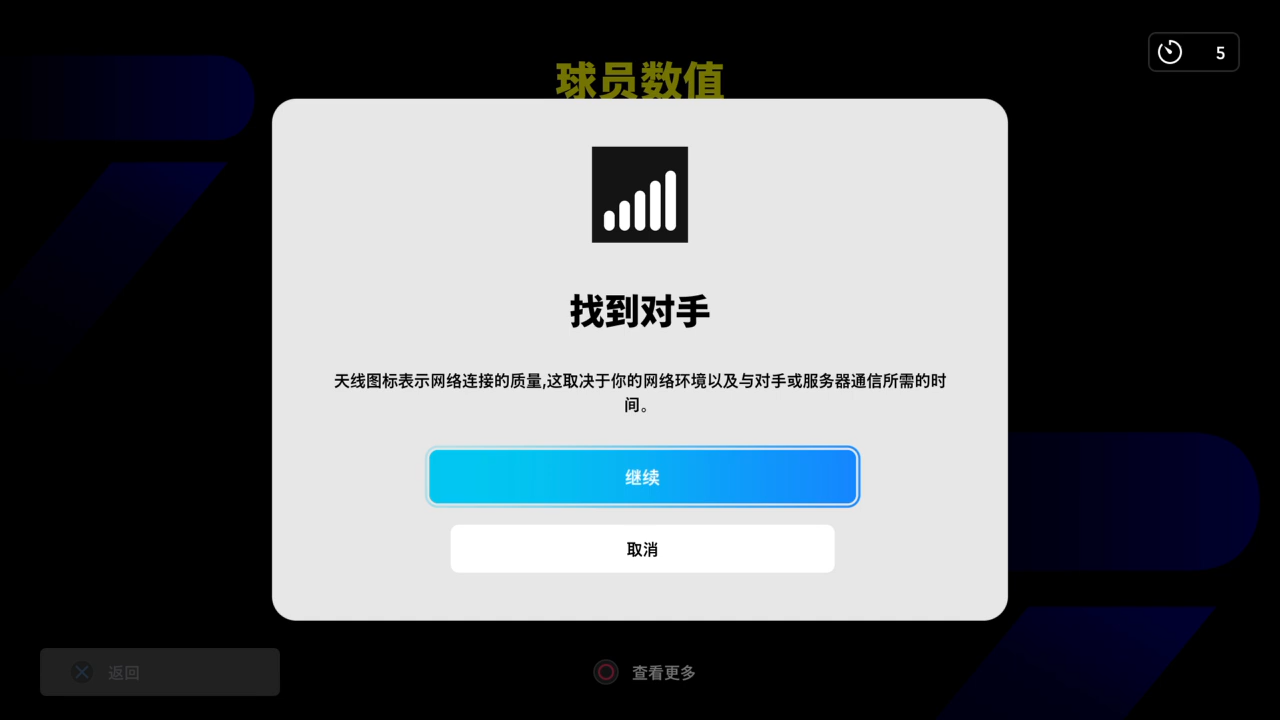 5
球员数值
找到对手
天线图标表示网络连接的质量,这取决于你的网络环境以及与对手或服务器通信所需的时
间。
继续
取消
返回
查看更多